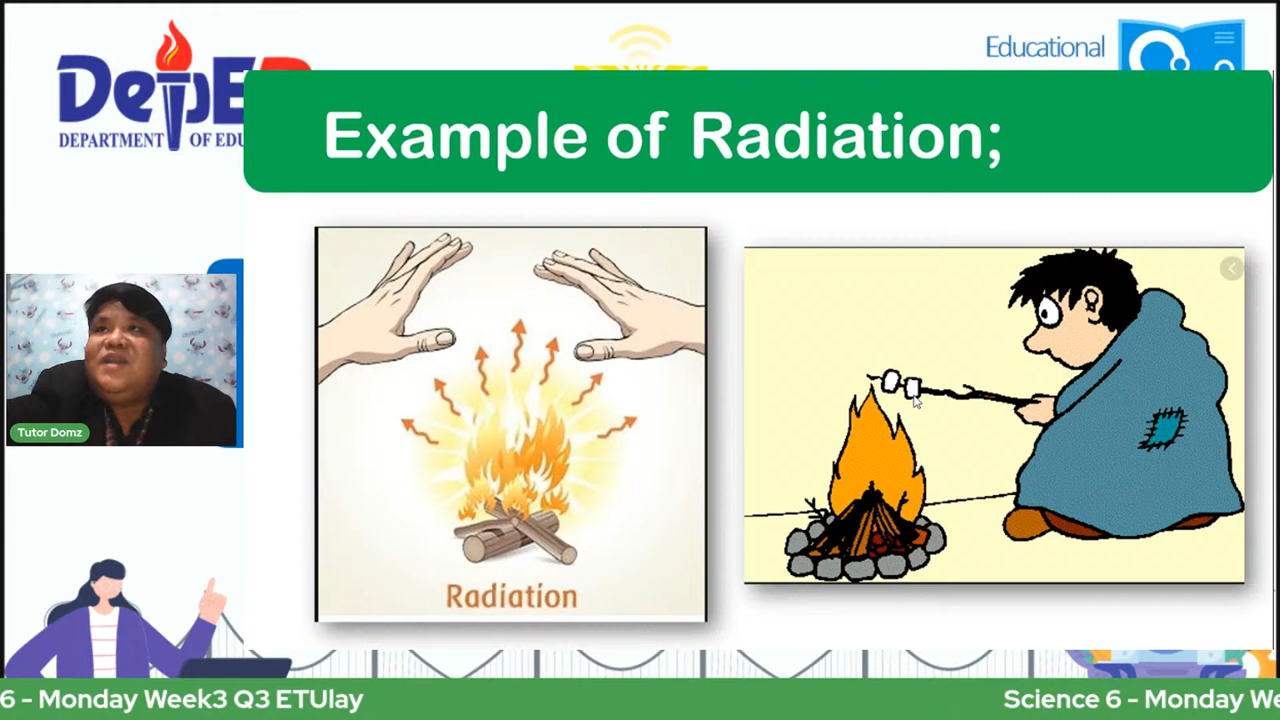 DepE
DEPARTMENT OF EDU
Educational
Example of Radiation;
Tutor Domz
Radiation
6 - Monday Week3 Q3 ETUlay
Science 6 - Monday We